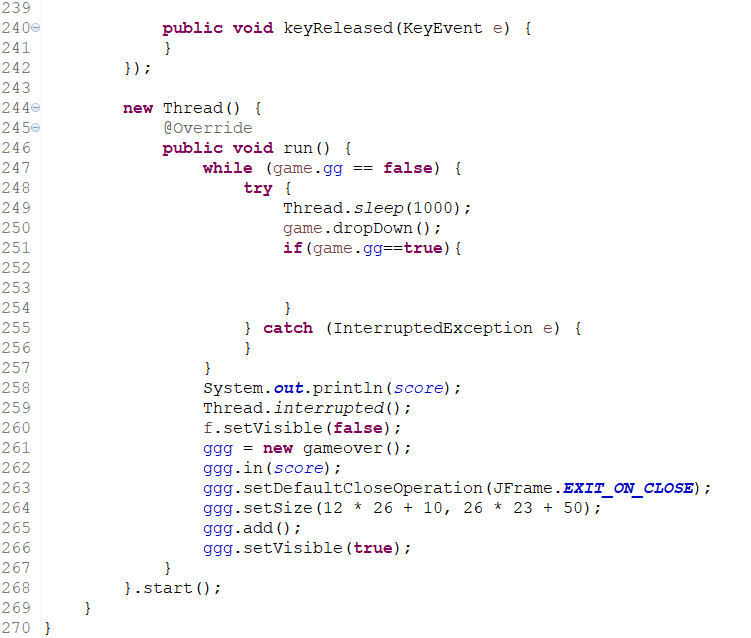 239
240 public void keyReleased(KeyEvent e) {
241 }
242 });
243
244 new Thread() {
245 @Override
246 public void run() {
247 while (game.gg == false) {
248 try {
249 Thread.sleep(1000);
250 game.dropDown();
251 if(game.gg==true){
252
253
254 }
255 } catch (InterruptedException e) {
256 }
257 }
258 System.out.println(score);
259 Thread.interrupted();
260 f.setVisible(false);
261 ggg = new gameover();
262 ggg.in(score);
263 ggg.setDefaultCloseOperation(JFrame.EXIT_ON_CLOSE);
264 ggg.setSize(12 * 26 + 10, 26 * 23 + 50);
265 ggg.add();
266 ggg.setVisible(true);
267 }
268 }.start();
269 }
270 }